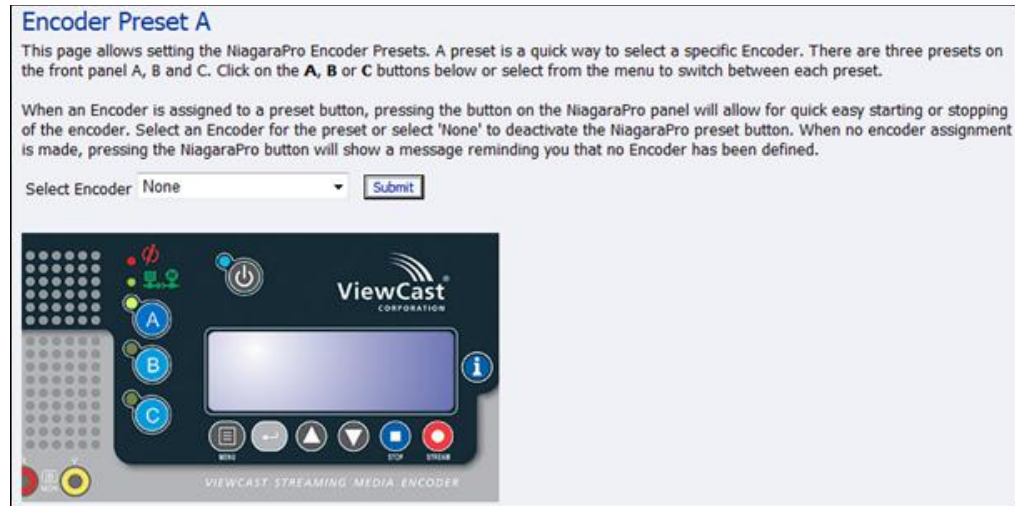 Encoder Preset A
This page allows setting the NiagaraPro Encoder Presets. A preset is a quick way to select a specific Encoder. There are three presets on
the front panel A, B and C. Click on the A, B or C buttons below or select from the menu to switch between each preset.
When an Encoder is assigned to a preset button, pressing the button on the NiagaraPro panel will allow for quick easy starting or stopping
of the encoder. Select an Encoder for the preset or select 'None' to deactivate the NiagaraPro preset button. When no encoder assignment
is made, pressing the NiagaraPro button will show a message reminding you that no Encoder has been defined.
Select Encoder None Submit
ViewCast
CORPORATION
A
B
i
C
MENU STOP STREAM
VIEWCAST STREAMING MEDIA ENCODER